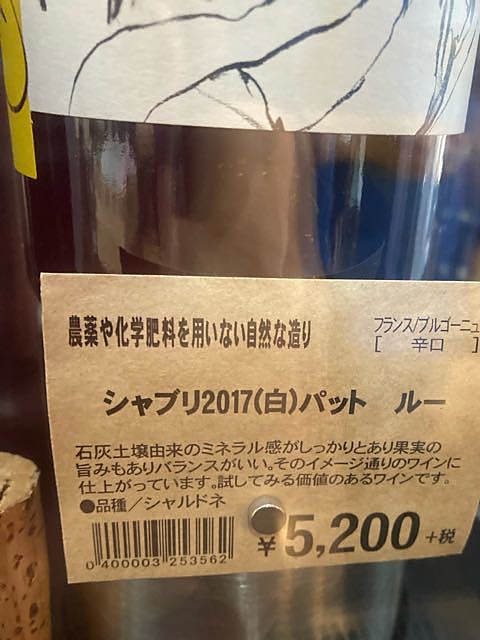 農薬や化学肥料を用いない自然な造り
フランス/ブルゴーニュ
[ 辛口 ]
シャブリ2017(白)パット ルー
石灰土壌由来のミネラル感がしっかりとあり果実の
旨みもありバランスがいい。そのイメージ通りのワインに
仕上がっています。試してみる価値のあるワインです。
●品種/シャルドネ
0 400003 253562
¥5,200 +税